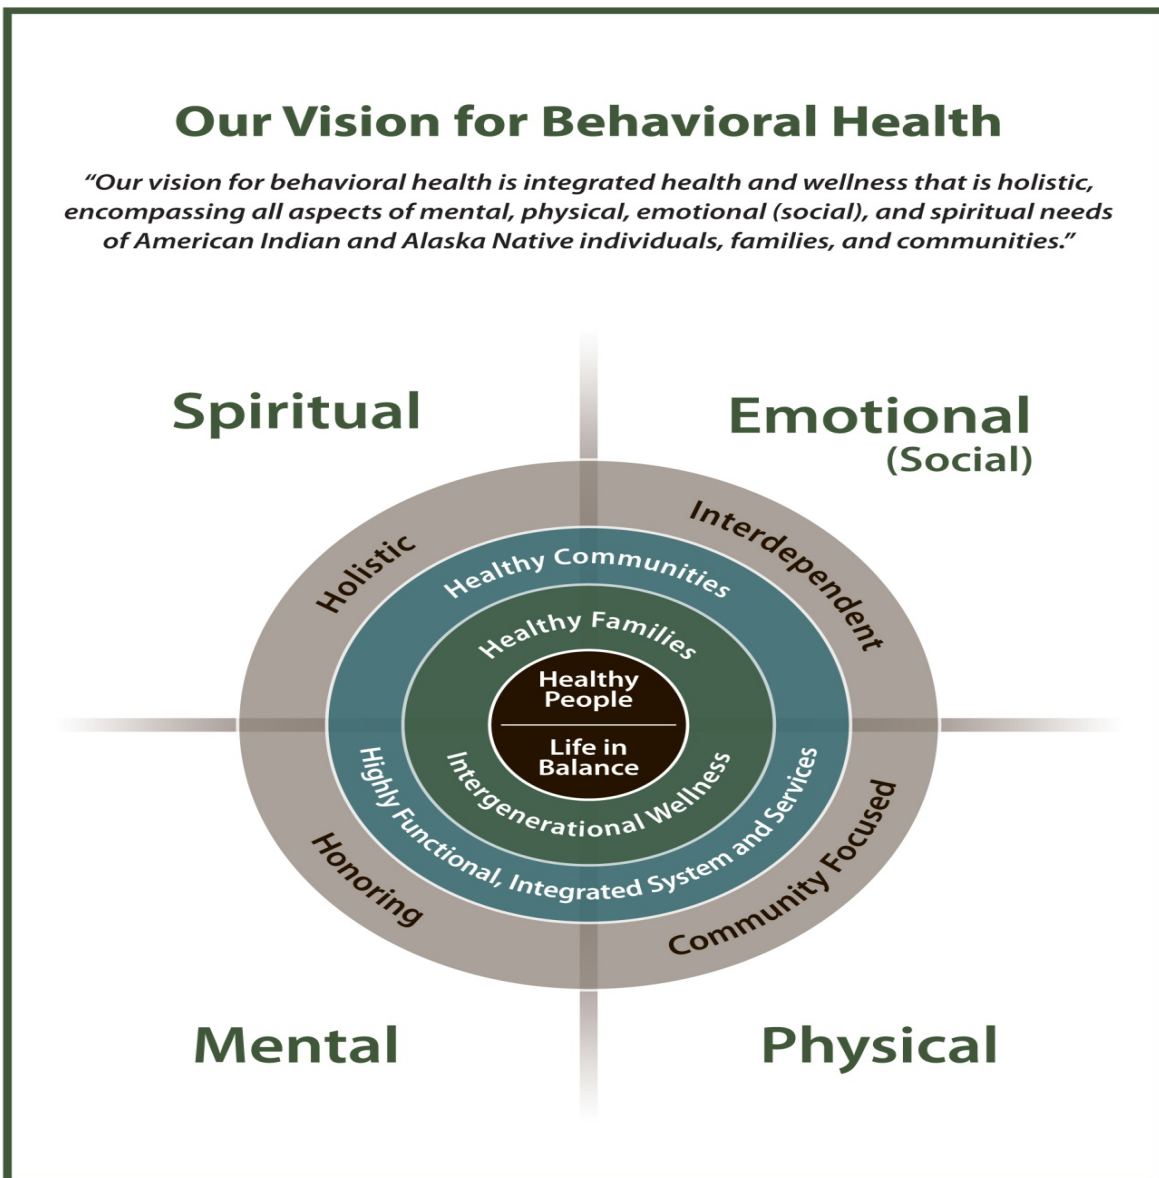 Our Vision for Behavioral Health
“Our vision for behavioral health is integrated health and wellness that is holistic,
encompassing all aspects of mental, physical, emotional (social), and spiritual needs
of American Indian and Alaska Native individuals, families, and communities.”
Spiritual
Emotional
(Social)
Holistic
Interdependent
Healthy Communities
Healthy Families
Healthy
People
Life in
Balance
Intergenerational Wellness
Highly Functional, Integrated System and Services
Honoring
Community Focused
Mental
Physical